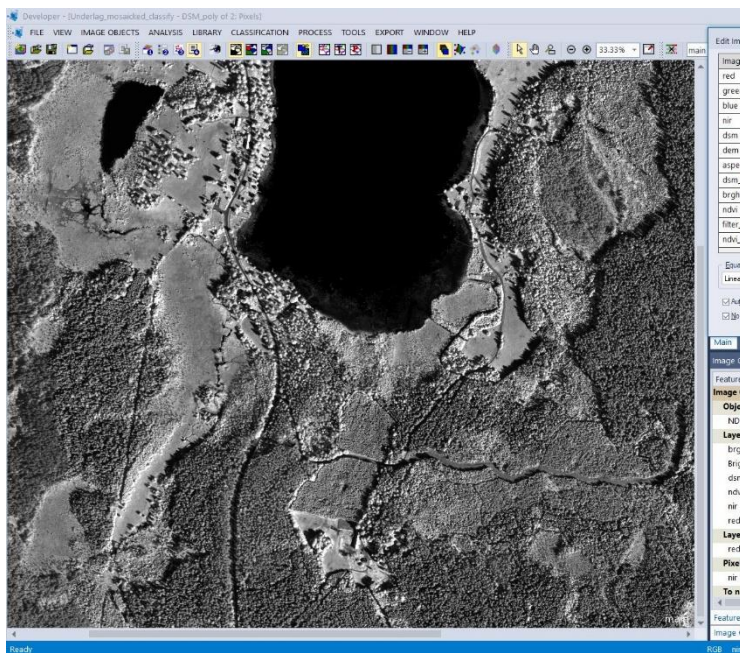 Developer - [Underlag_mosaicked_classify - DSM_poly of 2: Pixels]
FILE VIEW IMAGE OBJECTS ANALYSIS LIBRARY CLASSIFICATION PROCESS TOOLS EXPORT WINDOW HELP
33.33% main
Edit Im
Imag
red
gree
blue
nir
dsm
dem
aspe
dsm_
brgh
ndvi
filter_
ndvi_
Equa
Linea
Au
No
Main
Image O
Feature
Image
Obje
ND
Laye
brg
Brig
dsm
ndv
nir
red
Laye
red
Pixe
nir
To n
Feature
Image
main
Ready RGB nir